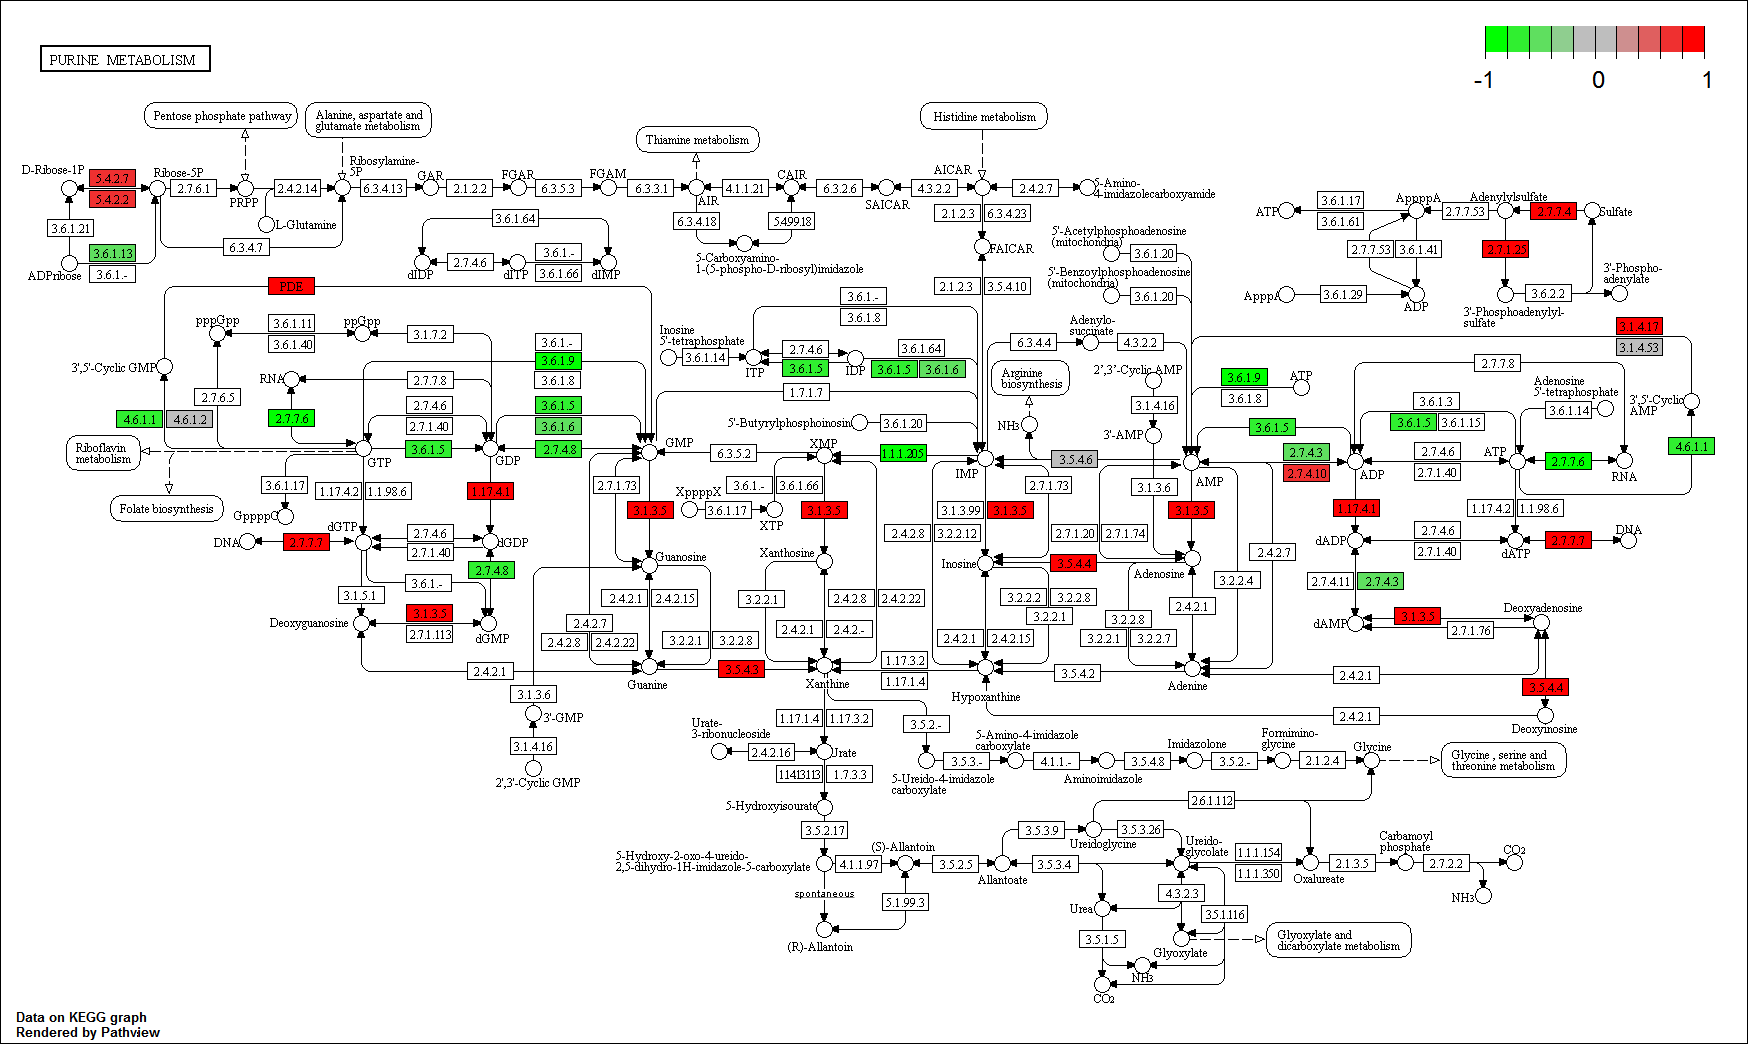 PURINE METABOLISM
-1
0
1
Pentose phosphate pathway
Alanine, aspartate and
glutamate metabolism
Thiamine metabolism
Histidine metabolism
D-Ribose-1P
5.4.2.7
5.4.2.2
Ribose-5P
2.7.6.1
PRPP
2.4.2.14
Ribosylamine-
5P
6.3.4.13
GAR
2.1.2.2
FGAR
6.3.5.3
FGAM
6.3.3.1
AIR
4.1.1.21
CAIR
6.3.2.6
SAICAR
4.3.2.2
AICAR
2.4.2.7
5-Amino-
4-imidazolecarboxyamide
L-Glutamine
3.6.1.21
3.6.1.13
3.6.1.-
ADPribose
6.3.4.7
3.6.1.64
dIDP
2.7.4.6
dITP
3.6.1.-
3.6.1.66
dIMP
6.3.4.18
5.4.99.18
5-Carboxyamino-
1-(5-phospho-D-ribosyl)imidazole
2.1.2.3
6.3.4.23
FAICAR
2.1.2.3
3.5.4.10
5'-Acetylphosphoadenosine
(mitochondria)
3.6.1.20
5'-Benzoylphosphoadenosine
(mitochondria)
3.6.1.20
ATP
3.6.1.17
3.6.1.61
AppppA
2.7.7.53
Adenylylsulfate
2.7.7.4
Sulfate
2.7.7.53
3.6.1.41
2.7.1.25
ApppA
3.6.1.29
ADP
3.6.2.2
3'-Phospho-
adenylate
3'-Phosphoadenylyl-
sulfate
PDE
pppGpp
3.6.1.11
3.6.1.40
ppGpp
3.1.7.2
3',5'-Cyclic GMP
RNA
2.7.7.8
3.6.1.-
3.6.1.9
3.6.1.8
2.7.6.5
4.6.1.1
4.6.1.2
2.7.7.6
2.7.4.6
2.7.1.40
3.6.1.5
3.6.1.6
Riboflavin
metabolism
GTP
3.6.1.5
GDP
2.7.4.8
GMP
Folate biosynthesis
3.6.1.17
GppppG
1.17.4.2
1.1.98.6
1.17.4.1
DNA
2.7.7.7
dGTP
2.7.4.6
2.7.1.40
dGDP
3.6.1.-
2.7.4.8
3.1.5.1
3.1.3.5
2.7.1.113
Deoxyguanosine
dGMP
2.4.2.1
Inosine
5'-tetraphosphate
3.6.1.14
ITP
3.6.1.-
3.6.1.8
2.7.4.6
3.6.1.5
IDP
3.6.1.64
3.6.1.5
3.6.1.6
1.7.1.7
5'-Butyrylphosphoinosin
3.6.1.20
6.3.5.2
XMP
1.1.1.205
IMP
2.7.1.73
3.1.3.5
XppppX
3.6.1.17
3.6.1.-
3.6.1.66
XTP
3.1.3.5
Guanosine
Xanthosine
2.4.2.1
2.4.2.15
2.4.2.7
2.4.2.8
2.4.2.22
3.2.2.1
3.2.2.8
3.2.2.1
2.4.2.8
2.4.2.22
2.4.2.1
2.4.2.-
Guanine
3.5.4.3
Xanthine
1.17.3.2
1.17.1.4
Hypoxanthine
6.3.4.4
Adenylo-
succinate
4.3.2.2
Arginine
biosynthesis
NH3
2',3'-Cyclic AMP
3.1.4.16
3'-AMP
3.5.4.6
AMP
2.7.1.73
3.1.3.6
3.1.3.99
3.1.3.5
2.4.2.8
3.2.2.12
2.7.1.20
2.7.1.74
3.1.3.5
Inosine
3.5.4.4
Adenosine
2.4.2.7
3.2.2.4
3.2.2.2
3.2.2.8
3.2.2.1
2.4.2.1
2.4.2.1
2.4.2.15
3.2.2.8
3.2.2.1
3.2.2.7
3.5.4.2
Adenine
3.1.4.17
3.1.4.53
2.7.7.8
3.6.1.9
3.6.1.8
ATP
Adenosine
5'-tetraphosphate
3.6.1.14
3',5'-Cyclic
AMP
3.6.1.3
3.6.1.5
3.6.1.15
3.6.1.5
2.7.4.3
2.7.4.10
ADP
2.7.4.6
2.7.1.40
ATP
2.7.7.6
RNA
4.6.1.1
1.17.4.1
1.17.4.2
1.1.98.6
dADP
2.7.4.6
2.7.1.40
dATP
2.7.7.7
DNA
2.7.4.11
2.7.4.3
dAMP
3.1.3.5
2.7.1.76
Deoxyadenosine
2.4.2.1
3.5.4.4
2.4.2.1
Deoxyinosine
3.1.3.6
3'-GMP
3.1.4.16
2',3'-Cyclic GMP
1.17.1.4
1.17.3.2
Urate-
3-ribonucleoside
2.4.2.16
Urate
1.14.13.113
1.7.3.3
5-Hydroxyisourate
3.5.2.17
5-Hydroxy-2-oxo-4-ureido-
2,5-dihydro-1H-imidazole-5-carboxylate
4.1.1.97
(S)-Allantoin
spontaneous
5.1.99.3
(R)-Allantoin
3.5.2.-
5-Ureido-4-imidazole
carboxylate
3.5.3.-
5-Amino-4-imidazole
carboxylate
4.1.1.-
Aminoimidazole
3.5.4.8
Imidazolone
3.5.2.-
Formimino-
glycine
2.1.2.4
Glycine
Glycine , serine and
threonine metabolism
2.6.1.112
3.5.3.9
Ureidoglycine
3.5.3.26
Ureido-
glycolate
3.5.2.5
Allantoate
3.5.3.4
1.1.1.154
1.1.1.350
Oxalureate
2.1.3.5
Carbamoyl
phosphate
2.7.2.2
CO2
NH3
Urea
4.3.2.3
3.5.1.116
3.5.1.5
Glyoxylate
Glyoxylate and
dicarboxylate metabolism
NH3
CO2
Data on KEGG graph
Rendered by Pathview